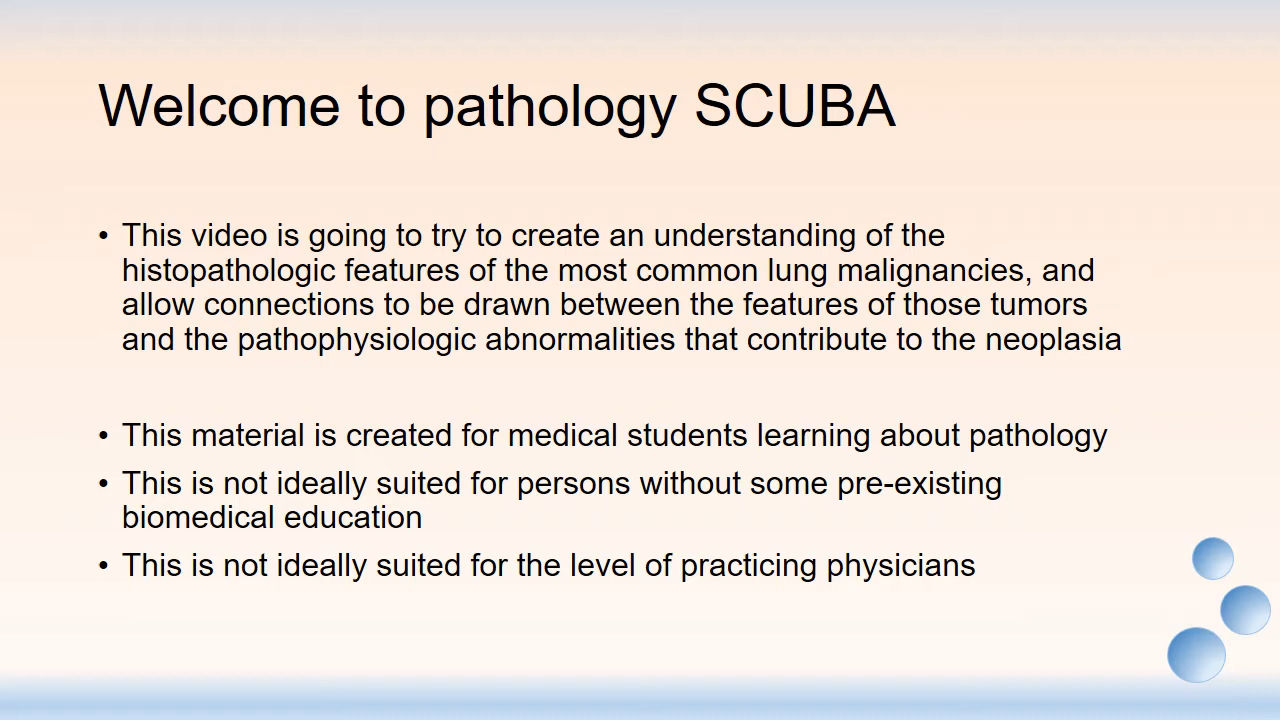 Welcome to pathology SCUBA
• This video is going to try to create an understanding of the
histopathologic features of the most common lung malignancies, and
allow connections to be drawn between the features of those tumors
and the pathophysiologic abnormalities that contribute to the neoplasia
• This material is created for medical students learning about pathology
• This is not ideally suited for persons without some pre-existing
biomedical education
• This is not ideally suited for the level of practicing physicians